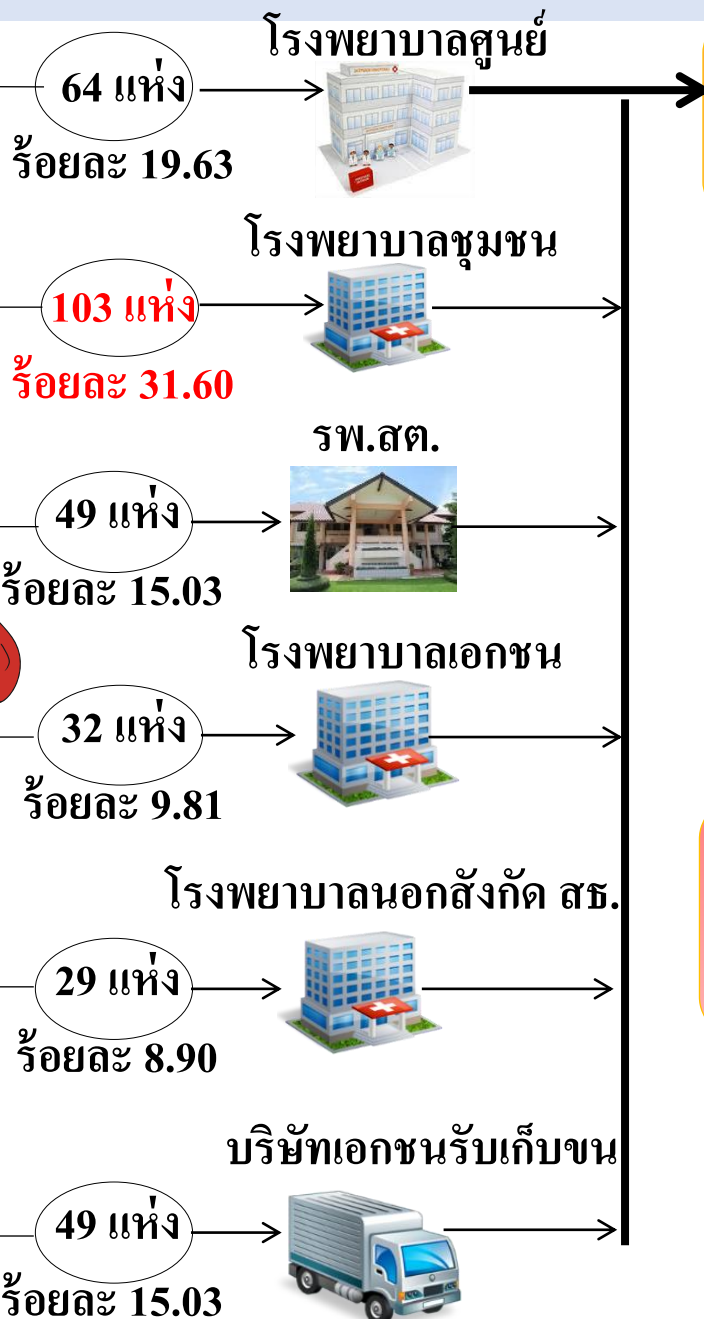 โรงพยาบาลศูนย์
64 แห่ง
ร้อยละ 19.63
โรงพยาบาลชุมชน
103 แห่ง
ร้อยละ 31.60
รพ.สต.
49 แห่ง
ร้อยละ 15.03
โรงพยาบาลเอกชน
32 แห่ง
ร้อยละ 9.81
โรงพยาบาลนอกสังกัด สธ.
29 แห่ง
ร้อยละ 8.90
บริษัทเอกชนรับเก็บขน
49 แห่ง
ร้อยละ 15.03